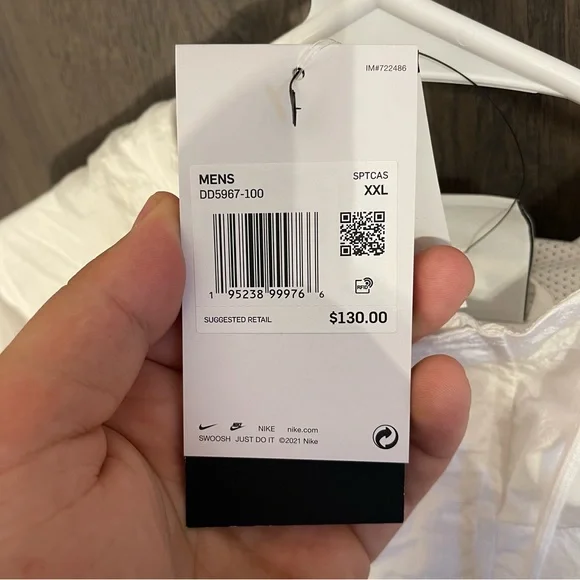 IM#722486
MENS SPTCAS
DD5967-100 XXL
1 95238 99976 6
RFID
SUGGESTED RETAIL $130.00
NIKE nike.com
SWOOSH JUST DO IT ©2021 Nike